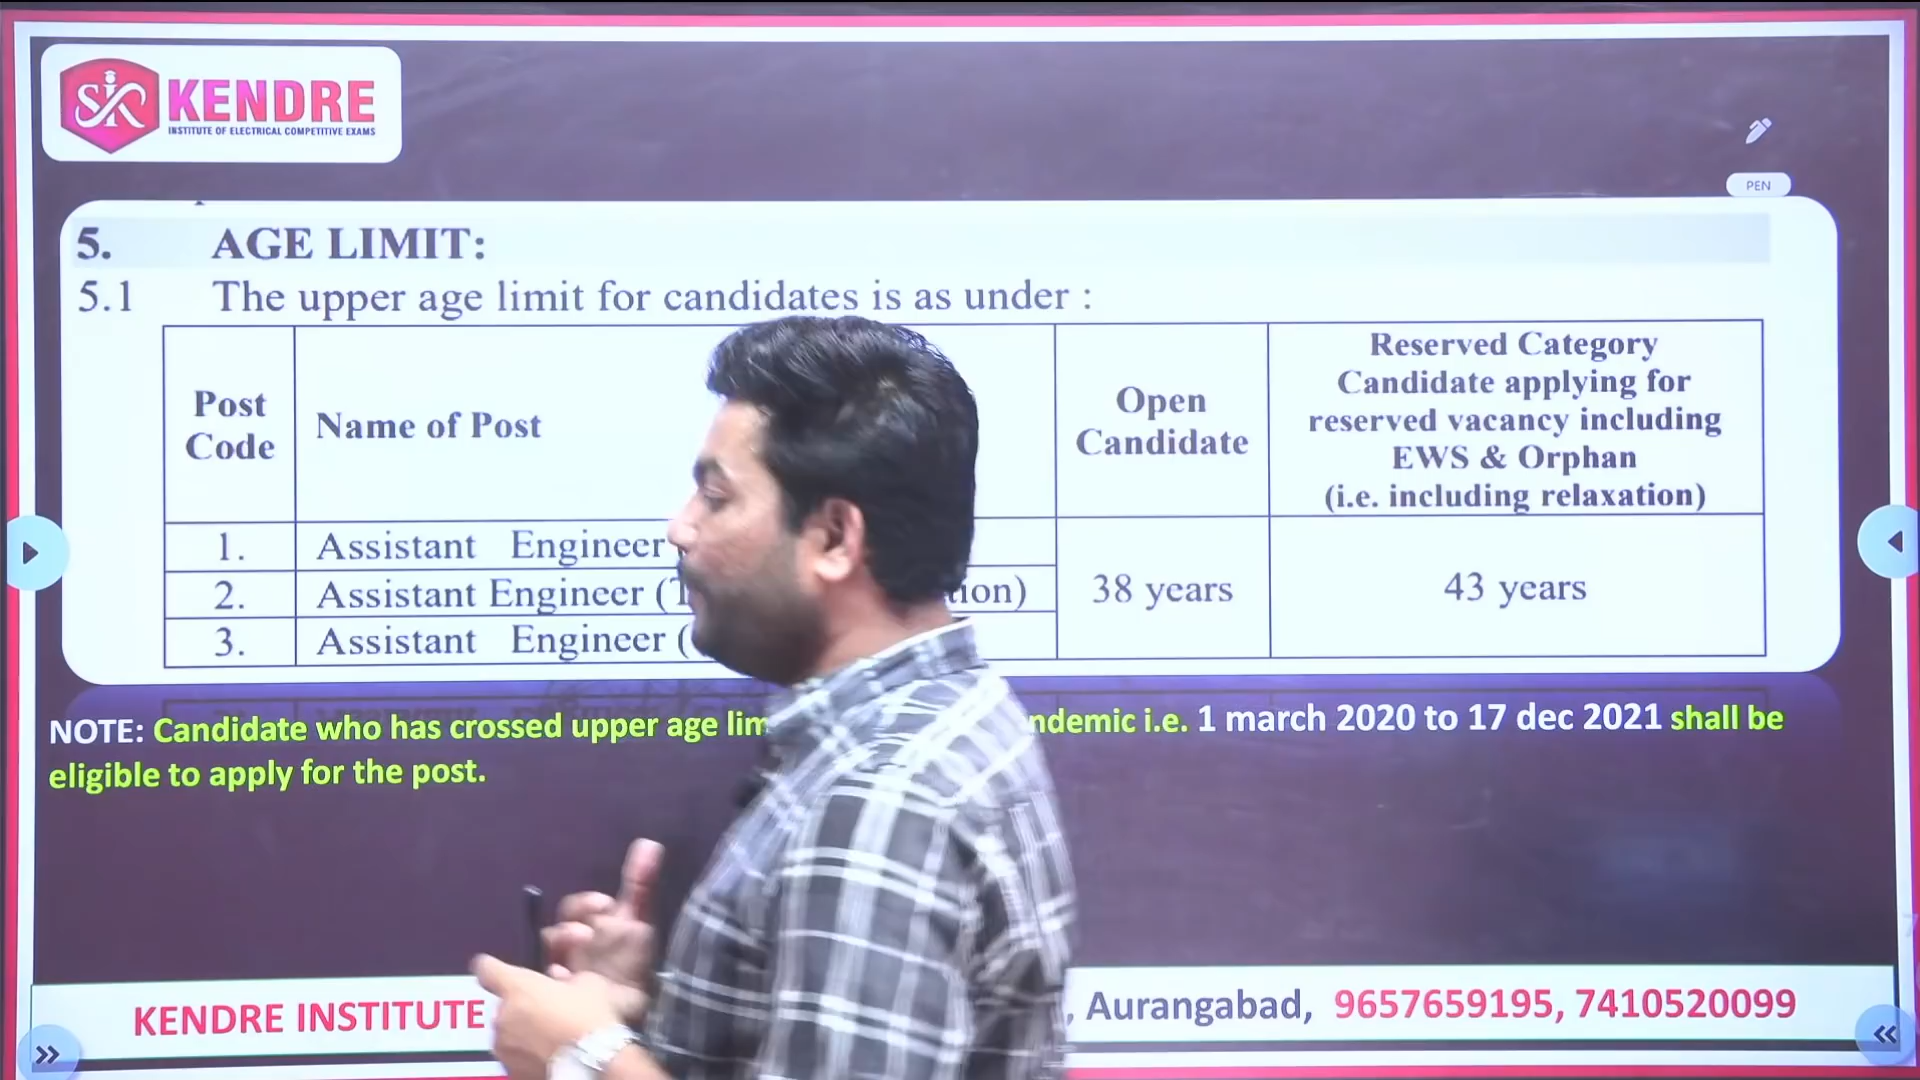 SK KENDRE
INSTITUTE OF ELECTRICAL COMPETITIVE EXAMS
PEN
5. AGE LIMIT:
5.1 The upper age limit for candidates is as under :
Post Code
Name of Post
Open Candidate
Reserved Category
Candidate applying for
reserved vacancy including
EWS & Orphan
(i.e. including relaxation)
1. Assistant Engineer
2. Assistant Engineer (
3. Assistant Engineer (
38 years
43 years
NOTE: Candidate who has crossed upper age i.e. 1 march 2020 to 17 dec 2021 shall be
eligible to apply for the post.
KENDRE INSTITUTE , Aurangabad, 9657659195, 7410520099